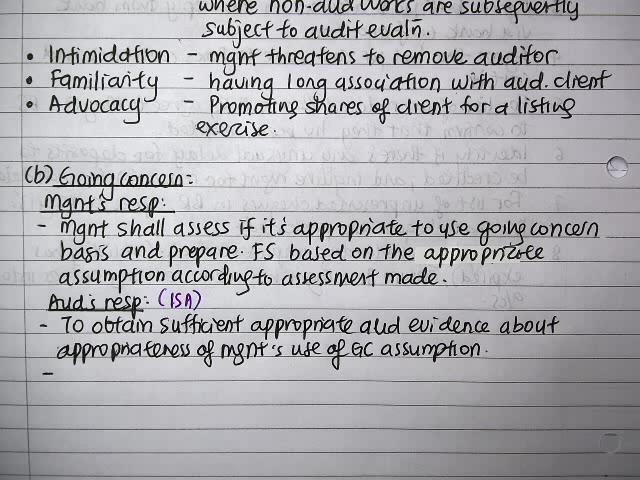 where non-aud works are subsequently
subject to audit evaln.
• Intimidation - mgnt threatens to remove auditor
• Familiarity - having long association with aud. client
• Advocacy - Promoting shares of client for a listing
exercise.
(b) Going concern:
Mgnt's resp:
- Mgnt shall assess if it's appropriate to use going concern
basis and prepare FS based on the appropriate
assumption according to assessment made.
Aud's resp: (ISA)
- To obtain sufficient appropriate aud evidence about
appropriateness of mgnt's use of GC assumption.
-